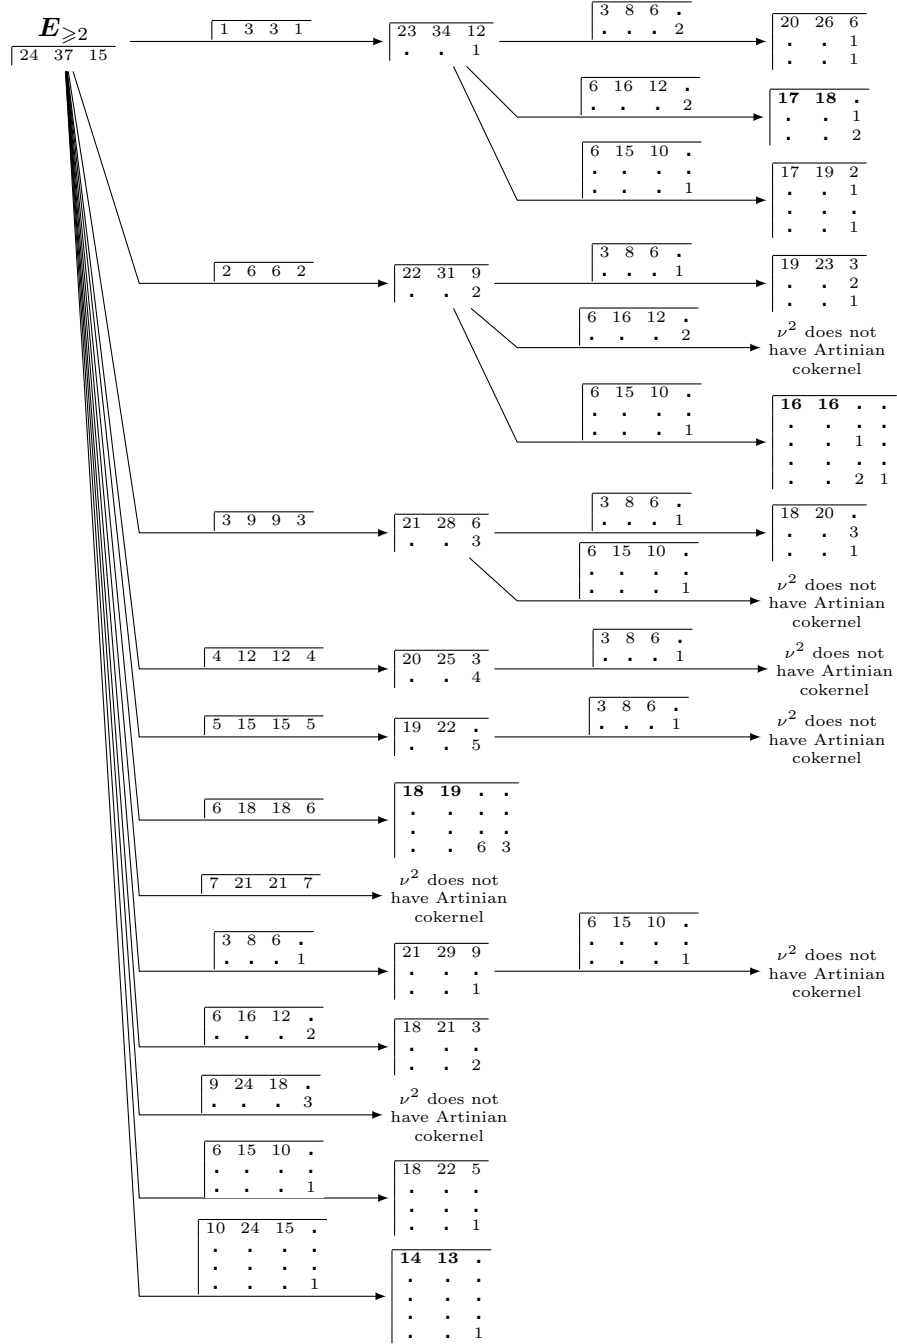 E⩾2
24 37 15
1 3 3 1
23 34 12
. . 1
3 8 6 .
. . . 2
20 26 6
. . 1
. . 1
6 16 12 .
. . . 2
17 18 .
. . 1
. . 2
6 15 10 .
. . . .
. . . 1
17 19 2
. . 1
. . .
. . 1
2 6 6 2
22 31 9
. . 2
3 8 6 .
. . . 1
19 23 3
. . 2
. . 1
6 16 12 .
. . . 2
ν² does not
have Artinian
cokernel
6 15 10 .
. . . .
. . . 1
16 16 . .
. . . .
. . 1 .
. . . .
. . 2 1
3 9 9 3
21 28 6
. . 3
3 8 6 .
. . . 1
18 20 .
. . 3
. . 1
6 15 10 .
. . . .
. . . 1
ν² does not
have Artinian
cokernel
4 12 12 4
20 25 3
. . 4
3 8 6 .
. . . 1
ν² does not
have Artinian
cokernel
5 15 15 5
19 22 .
. . 5
3 8 6 .
. . . 1
ν² does not
have Artinian
cokernel
6 18 18 6
18 19 . .
. . . .
. . . .
. . 6 3
7 21 21 7
ν² does not
have Artinian
cokernel
3 8 6 .
. . . 1
21 29 9
. . .
. . 1
6 15 10 .
. . . .
. . . 1
ν² does not
have Artinian
cokernel
6 16 12 .
. . . 2
18 21 3
. . .
. . 2
9 24 18 .
. . . 3
ν² does not
have Artinian
cokernel
6 15 10 .
. . . .
. . . 1
18 22 5
. . .
. . .
. . 1
10 24 15 .
. . . .
. . . .
. . . 1
14 13 .
. . .
. . .
. . .
. . 1